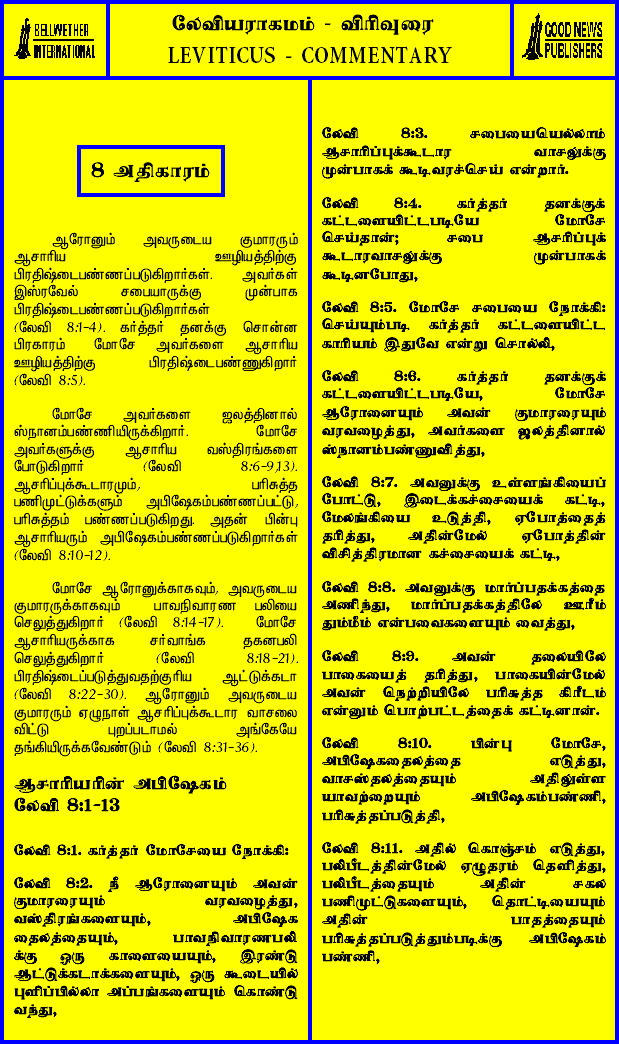 BELLWETHER
INTERNATIONAL
லேவியராகமம் - விரிவுரை
LEVITICUS - COMMENTARY
GOOD NEWS
PUBLISHERS
8 அதிகாரம்
ஆரோனும் அவருடைய குமாரரும்
ஆசாரிய ஊழியத்திற்கு
பிரதிஷ்டைபண்ணப்படுகிறார்கள். அவர்கள்
இஸ்ரவேல் சபையாருக்கு முன்பாக
பிரதிஷ்டைபண்ணப்படுகிறார்கள்
(லேவி 8:1-4). கர்த்தர் தனக்கு சொன்ன
பிரகாரம் மோசே அவர்களை ஆசாரிய
ஊழியத்திற்கு பிரதிஷ்டைபண்ணுகிறார்
(லேவி 8:5).
மோசே அவர்களை ஜலத்தினால்
ஸ்நானம்பண்ணியிருக்கிறார். மோசே
அவர்களுக்கு ஆசாரிய வஸ்திரங்களை
போடுகிறார் (லேவி 8:6-9,13).
ஆசரிப்புக்கூடாரமும், பரிசுத்த
பணிமுட்டுக்களும் அபிஷேகம்பண்ணப்பட்டு,
பரிசுத்தம் பண்ணப்படுகிறது. அதன் பின்பு
ஆசாரியரும் அபிஷேகம்பண்ணப்படுகிறார்கள்
(லேவி 8:10-12).
மோசே ஆரோனுக்காகவும், அவருடைய
குமாரருக்காகவும் பாவநிவாரண பலியை
செலுத்துகிறார் (லேவி 8:14-17). மோசே
ஆசாரியருக்காக சர்வாங்க தகனபலி
செலுத்துகிறார் (லேவி 8:18-21).
பிரதிஷ்டைப்படுத்துவதற்குரிய ஆட்டுக்கடா
(லேவி 8:22-30). ஆரோனும் அவருடைய
குமாரரும் ஏழுநாள் ஆசரிப்புக்கூடார வாசலை
விட்டு புறப்படாமல் அங்கேயே
தங்கியிருக்கவேண்டும் (லேவி 8:31-36).
ஆசாரியரின் அபிஷேகம்
லேவி 8:1-13
லேவி 8:1. கர்த்தர் மோசேயை நோக்கி:
லேவி 8:2. நீ ஆரோனையும் அவன்
குமாரரையும் வரவழைத்து,
வஸ்திரங்களையும், அபிஷேக
தைலத்தையும், பாவநிவாரணபலி
க்கு ஒரு காளையையும், இரண்டு
ஆட்டுக்கடாக்களையும், ஒரு கூடையில்
புளிப்பில்லா அப்பங்களையும் கொண்டு
வந்து,
லேவி 8:3. சபையையெல்லாம்
ஆசாரிப்புக்கூடார வாசலுக்கு
முன்பாகக் கூடிவரச்செய் என்றார்.
லேவி 8:4. கர்த்தர் தனக்குக்
கட்டளையிட்டபடியே மோசே
செய்தான்; சபை ஆசரிப்புக்
கூடாரவாசலுக்கு முன்பாகக்
கூடினபோது,
லேவி 8:5. மோசே சபையை நோக்கி:
செய்யும்படி கர்த்தர் கட்டளையிட்ட
காரியம் இதுவே என்று சொல்லி,
லேவி 8:6. கர்த்தர் தனக்குக்
கட்டளையிட்டபடியே, மோசே
ஆரோனையும் அவன் குமாரரையும்
வரவழைத்து, அவர்களை ஜலத்தினால்
ஸ்நானம்பண்ணுவித்து,
லேவி 8:7. அவனுக்கு உள்ளங்கியைப்
போட்டு, இடைக்கச்சையைக் கட்டி,
மேலங்கியை உடுத்தி, ஏபோத்தைத்
தரித்து, அதின்மேல் ஏபோத்தின்
விசித்திரமான கச்சையைக் கட்டி,
லேவி 8:8. அவனுக்கு மார்ப்பதக்கத்தை
அணிந்து, மார்ப்பதக்கத்திலே ஊரீம்
தும்மீம் என்பவைகளையும் வைத்து,
லேவி 8:9. அவன் தலையிலே
பாகையைத் தரித்து, பாகையின்மேல்
அவன் நெற்றியிலே பரிசுத்த கிரீடம்
என்னும் பொற்பட்டத்தைக் கட்டினான்.
லேவி 8:10. பின்பு மோசே,
அபிஷேகதைலத்தை எடுத்து,
வாசஸ்தலத்தையும் அதிலுள்ள
யாவற்றையும் அபிஷேகம்பண்ணி,
பரிசுத்தப்படுத்தி,
லேவி 8:11. அதில் கொஞ்சம் எடுத்து,
பலிபீடத்தின்மேல் ஏழுதரம் தெளித்து,
பலிபீடத்தையும் அதின் சகல
பணிமுட்டுகளையும், தொட்டியையும்
அதின் பாதத்தையும்
பரிசுத்தப்படுத்தும்படிக்கு அபிஷேகம்
பண்ணி,